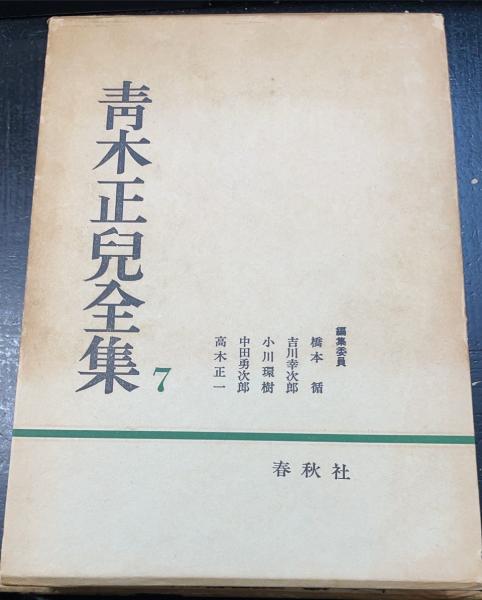 靑木正兒全集
7
編集委員
橋本循
吉川幸次郎
小川環樹
中田勇次郎
高木正一
春秋社